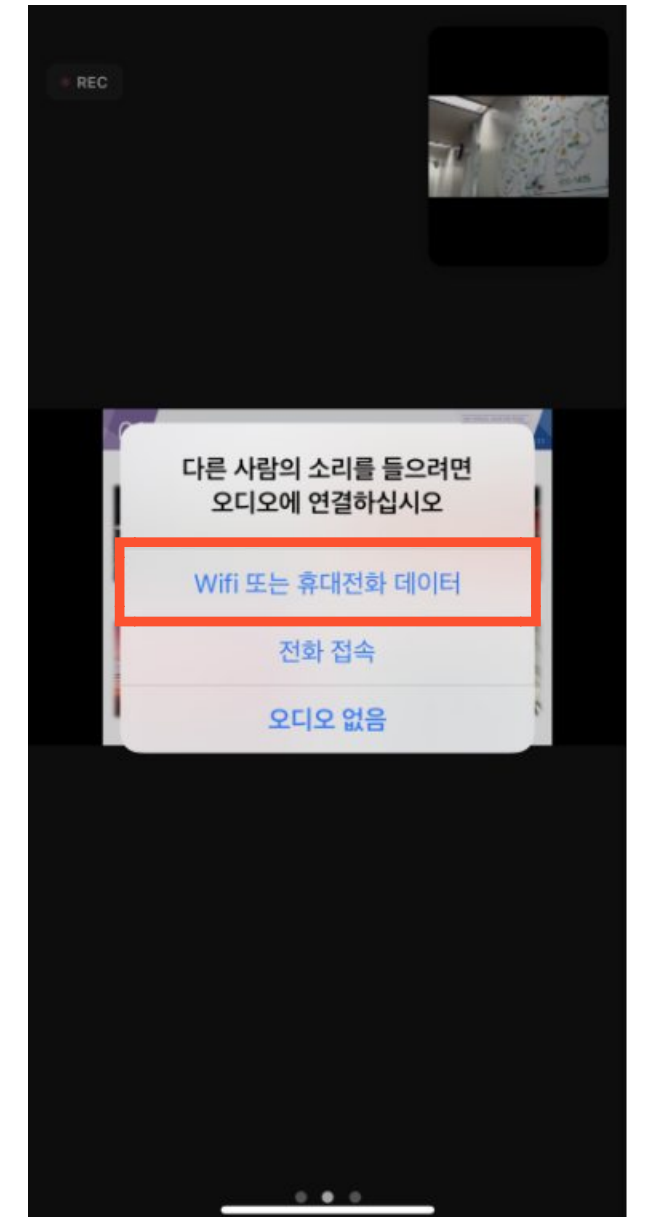 REC
다른 사람의 소리를 들으려면
오디오에 연결하십시오
Wifi 또는 휴대전화 데이터
전화 접속
오디오 없음